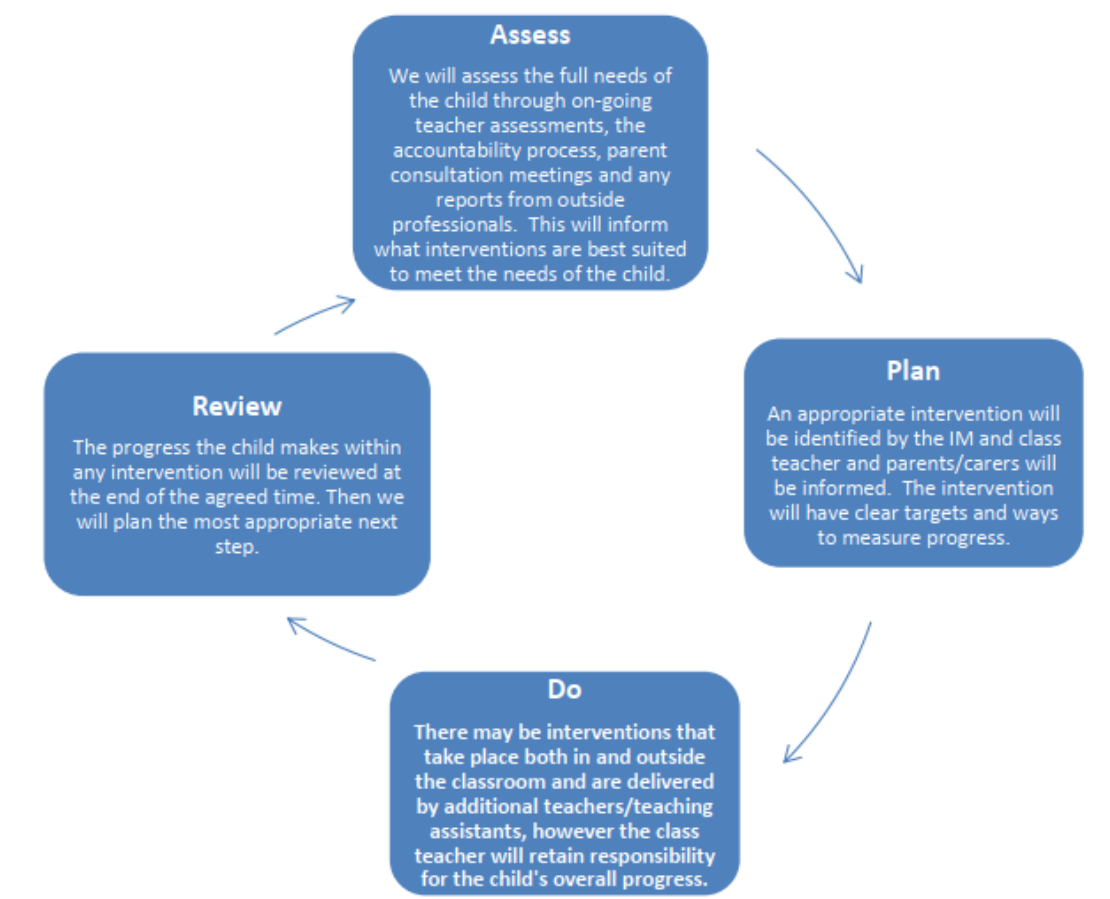 Assess
We will assess the full needs of
the child through on-going
teacher assessments, the
accountability process, parent
consultation meetings and any
reports from outside
professionals.  This will inform
what interventions are best suited
to meet the needs of the child.
Plan
An appropriate intervention will
be identified by the IM and class
teacher and parents/carers will
be informed.  The intervention
will have clear targets and ways
to measure progress.
Do
There may be interventions that
take place both in and outside
the classroom and are delivered
by additional teachers/teaching
assistants, however the class
teacher will retain responsibility
for the child's overall progress.
Review
The progress the child makes within
any intervention will be reviewed at
the end of the agreed time. Then we
will plan the most appropriate next
step.